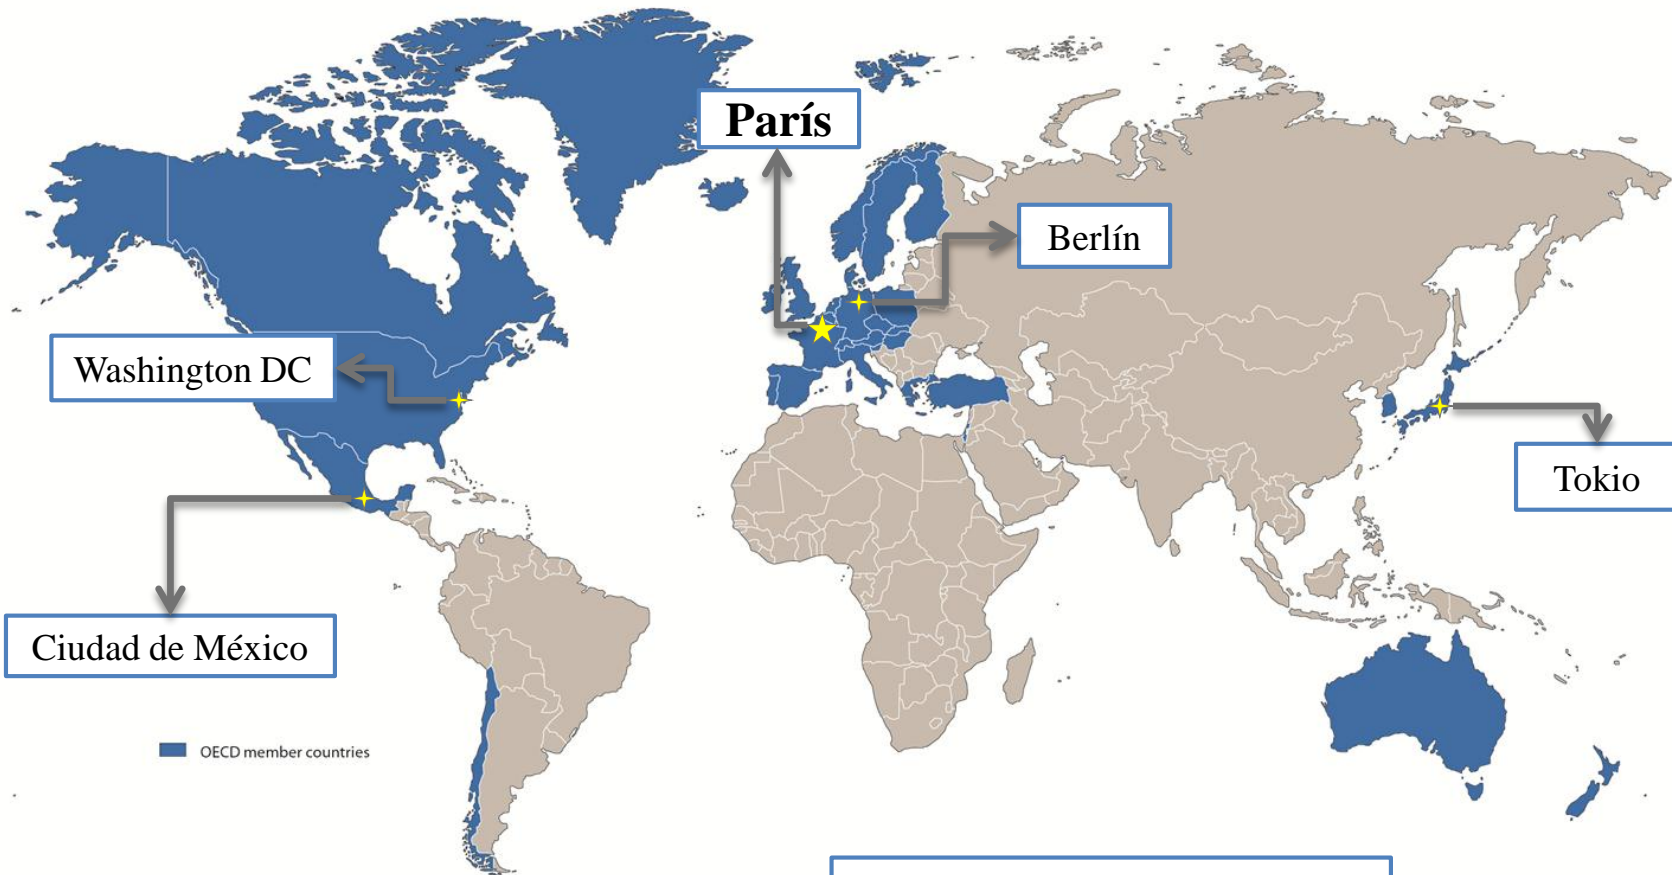 París
Berlín
Washington DC
Tokio
Ciudad de México
OECD member countries